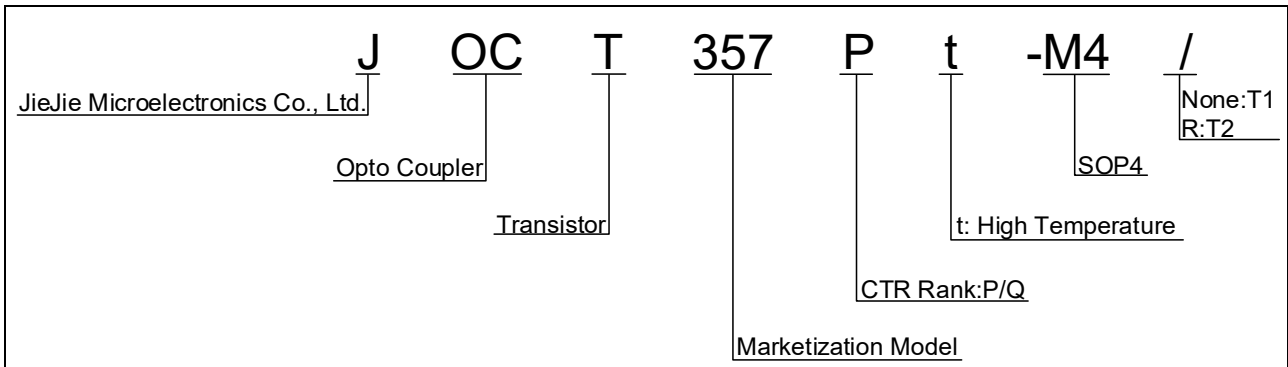 J OC T 357 P t -M4 /
JieJie Microelectronics Co., Ltd.
None:T1
R:T2
Opto Coupler
SOP4
Transistor
t: High Temperature
CTR Rank:P/Q
Marketization Model